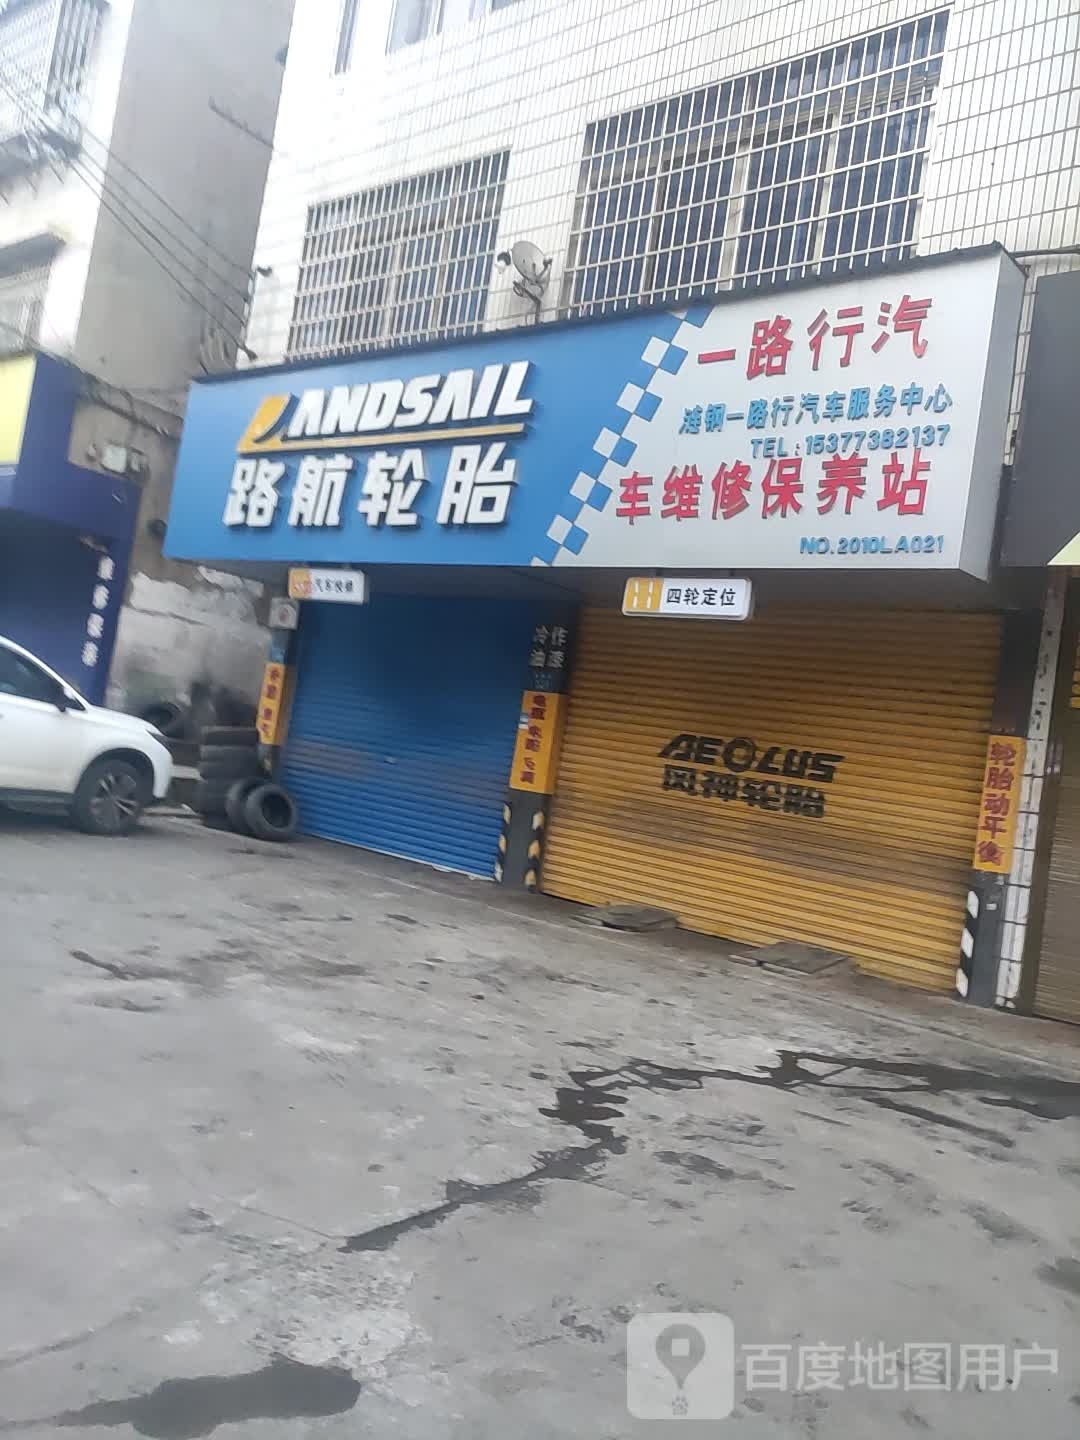 LANDSAIL
路航轮胎
一路行汽
涟钢一路行汽车服务中心
TEL:15377382137
车维修保养站
NO.2010LA021
四轮定位
AEOLUS
风神轮胎
轮胎动平衡
百度地图用户